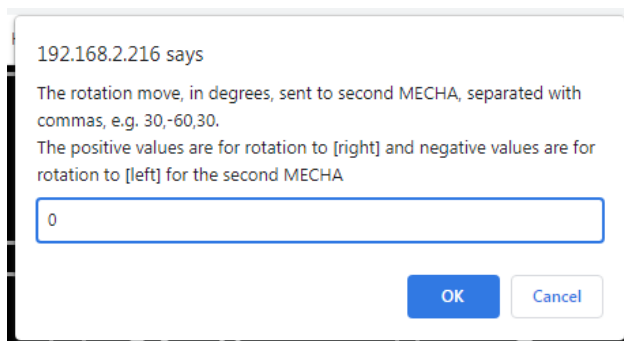 192.168.2.216 says
The rotation move, in degrees, sent to second MECHA, separated with
commas, e.g. 30,-60,30.
The positive values are for rotation to [right] and negative values are for
rotation to [left] for the second MECHA
0
OK Cancel